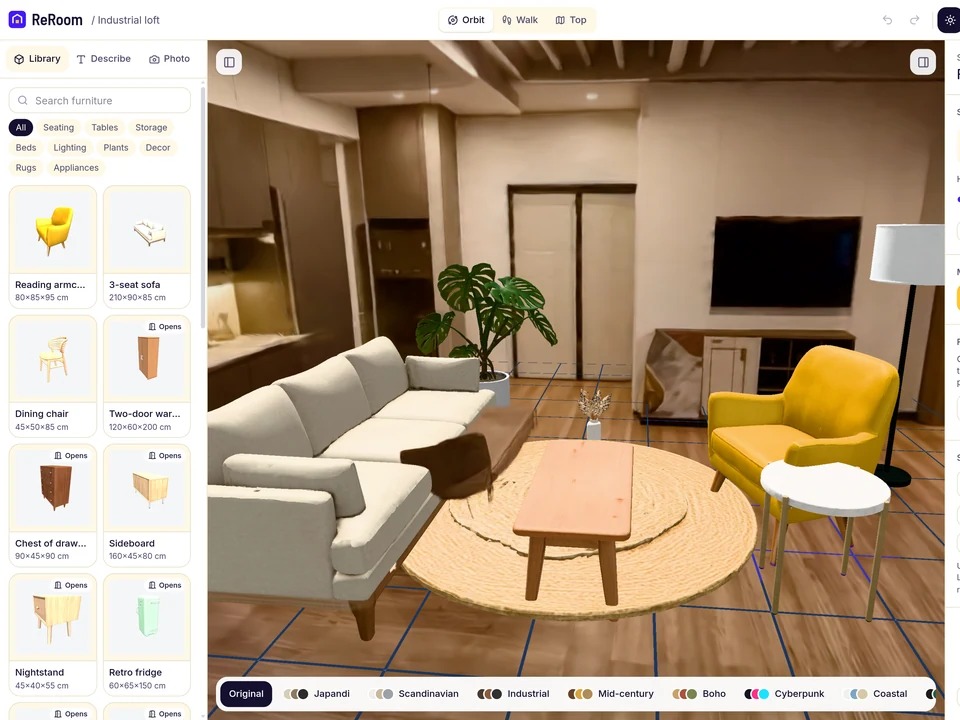 ReRoom / Industrial loft
Orbit Walk Top
Library Describe Photo
Search furniture
All Seating Tables Storage
Beds Lighting Plants Decor
Rugs Appliances
Reading armc... 3-seat sofa
80×85×95 cm 210×90×85 cm
Opens
Dining chair Two-door war...
45×50×85 cm 120×60×200 cm
Opens Opens
Chest of draw... Sideboard
90×45×90 cm 160×45×80 cm
Opens Opens
Nightstand Retro fridge
45×40×55 cm 60×65×150 cm
Opens Opens
Original Japandi Scandinavian Industrial Mid-century Boho Cyberpunk Coastal